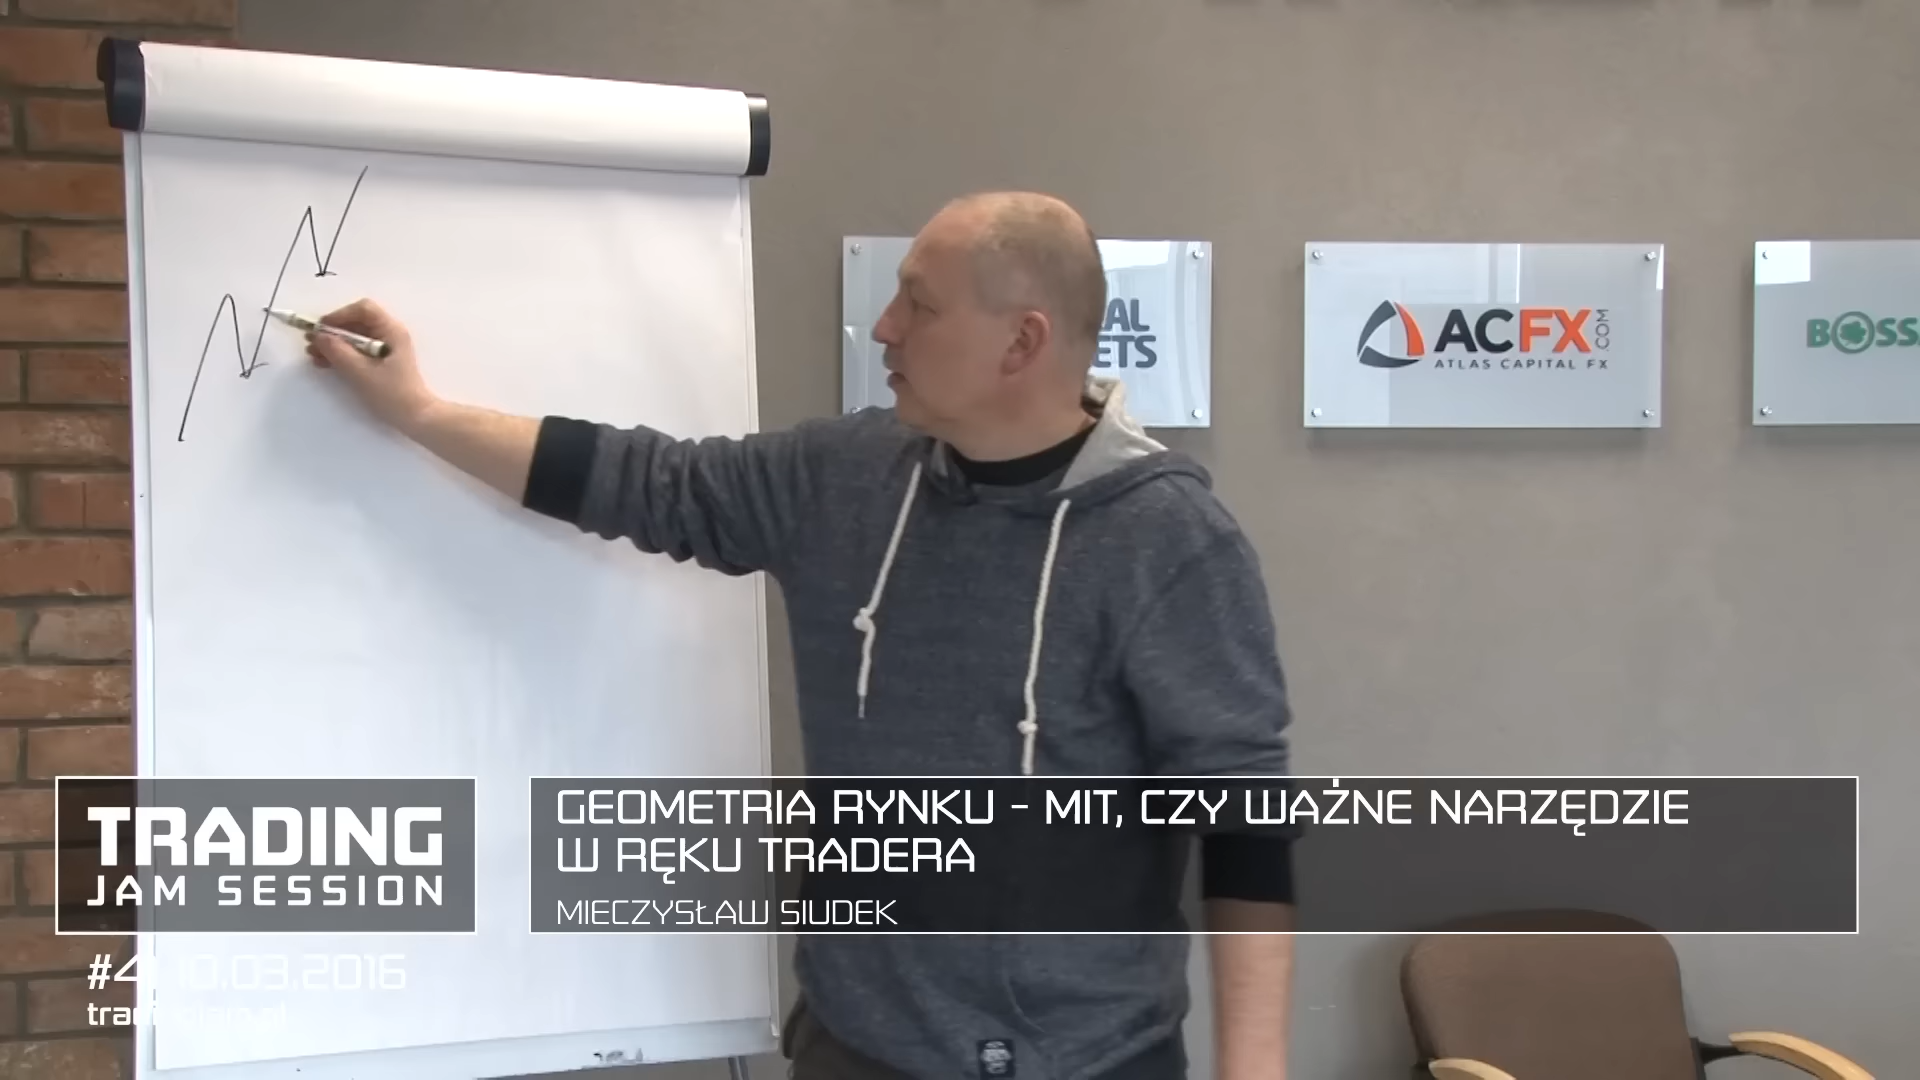 AL
ETS
ACFX.COM
ATLAS CAPITAL FX
BOSS
TRADING
JAM SESSION
GEOMETRIA RYNKU - MIT, CZY WAŻNE NARZĘDZIE
W RĘKU TRADERA
MIECZYSŁAW SIUDEK
#4, 10.03.2016